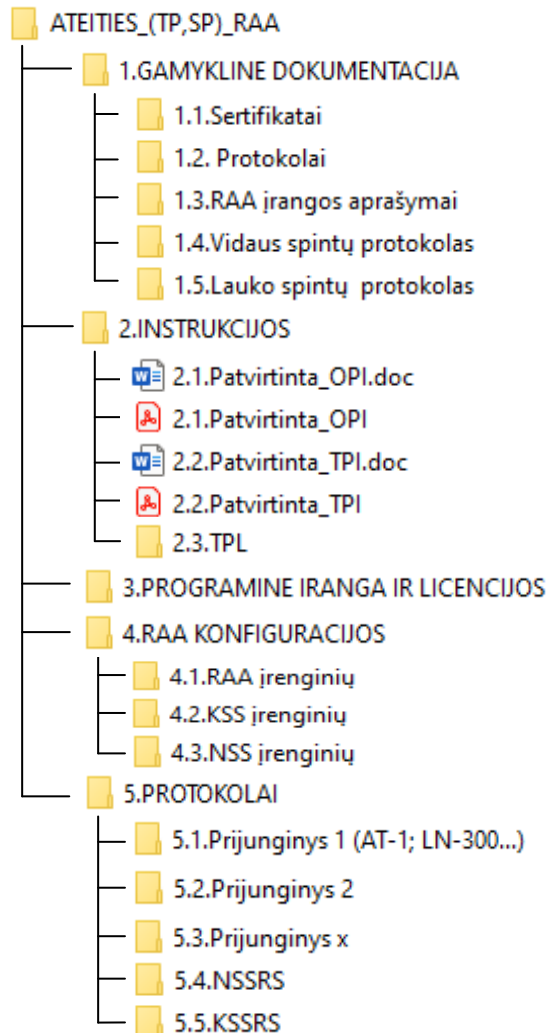 ATEITIES_(TP,SP)_RAA
1.GAMYKLINE DOKUMENTACIJA
1.1.Sertifikatai
1.2. Protokolai
1.3.RAA įrangos aprašymai
1.4.Vidaus spintų protokolas
1.5.Lauko spintų protokolas
2.INSTRUKCIJOS
2.1.Patvirtinta_OPI.doc
2.1.Patvirtinta_OPI
2.2.Patvirtinta_TPI.doc
2.2.Patvirtinta_TPI
2.3.TPL
3.PROGRAMINE IRANGA IR LICENCIJOS
4.RAA KONFIGURACIJOS
4.1.RAA įrenginių
4.2.KSS įrenginių
4.3.NSS įrenginių
5.PROTOKOLAI
5.1.Prijunginys 1 (AT-1; LN-300...)
5.2.Prijunginys 2
5.3.Prijunginys x
5.4.NSSRS
5.5.KSSRS